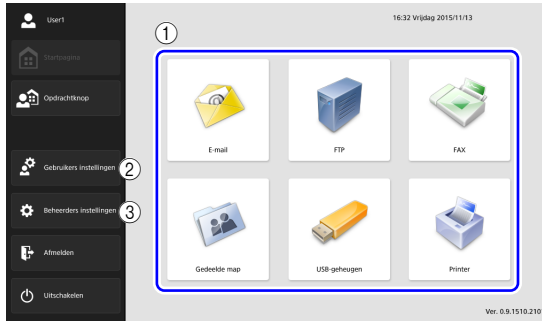 User1
16:32 Vrijdag 2015/11/13
1
Startpagina
Opdrachtknop
E-mail
FTP
FAX
Gebruikers instellingen
2
Beheerders instellingen
3
Afmelden
Gedeelde map
USB-geheugen
Printer
Uitschakelen
Ver. 0.9.1510.210